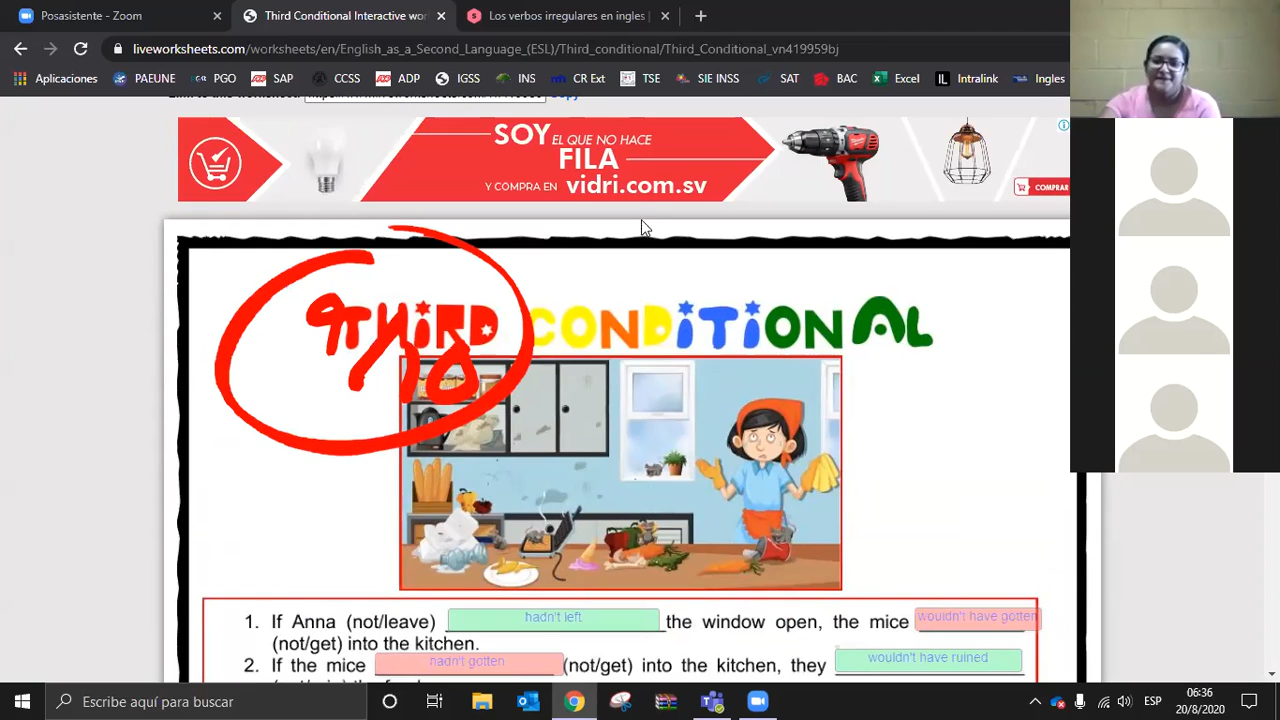 Posasistente - Zoom
Third Conditional Interactive wor
Los verbos irregulares en ingles |
liveworksheets.com/worksheets/en/English_as_a_Second_Language_(ESL)/Third_conditional/Third_Conditional_vn419959bj
Aplicaciones PAEUNE PGO SAP CCSS ADP IGSS INS CR Ext TSE SIE INSS SAT BAC Excel Intralink Ingles
SOY EL QUE NO HACE
FILA
Y COMPRA EN vidri.com.sv
COMPRAR
THIRD CONDITIONAL
1. If Anna (not/leave) hadn't left the window open, the mice wouldn't have gotten
(not/get) into the kitchen.
2. If the mice hadn't gotten (not/get) into the kitchen, they wouldn't have ruined
Escribe aquí para buscar
ESP
06:36
20/8/2020